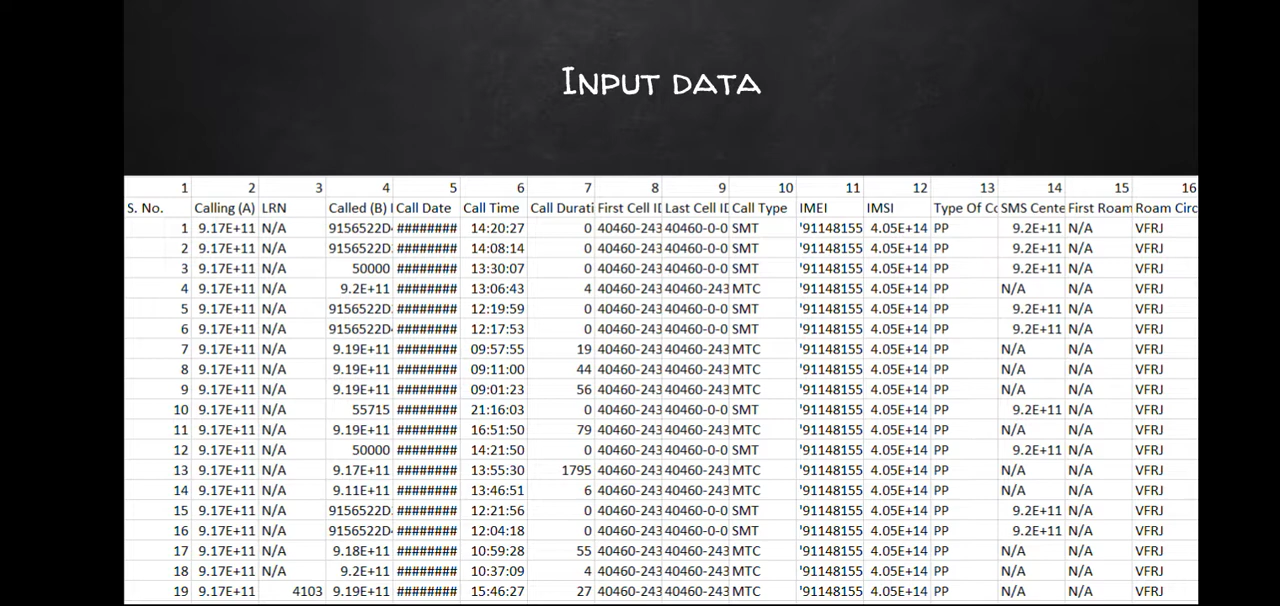 Input data
1 2 3 4 5 6 7 8 9 10 11 12 13 14 15 16
S. No. Calling (A) LRN Called (B) I Call Date Call Time Call Durati First Cell ID Last Cell ID Call Type IMEI IMSI Type Of Co SMS Cente First Roam Roam Circ
1 9.17E+11 N/A 9156522D- ######## 14:20:27 0 40460-243 40460-0-0 SMT '91148155 4.05E+14 PP 9.2E+11 N/A VFRJ
2 9.17E+11 N/A 9156522D. ######## 14:08:14 0 40460-243 40460-0-0 SMT '91148155 4.05E+14 PP 9.2E+11 N/A VFRJ
3 9.17E+11 N/A 50000 ######## 13:30:07 0 40460-243 40460-0-0 SMT '91148155 4.05E+14 PP 9.2E+11 N/A VFRJ
4 9.17E+11 N/A 9.2E+11 ######## 13:06:43 4 40460-243 40460-243 MTC '91148155 4.05E+14 PP N/A N/A VFRJ
5 9.17E+11 N/A 9156522D. ######## 12:19:59 0 40460-243 40460-0-0 SMT '91148155 4.05E+14 PP 9.2E+11 N/A VFRJ
6 9.17E+11 N/A 9156522D- ######## 12:17:53 0 40460-243 40460-0-0 SMT '91148155 4.05E+14 PP 9.2E+11 N/A VFRJ
7 9.17E+11 N/A 9.19E+11 ######## 09:57:55 19 40460-243 40460-243 MTC '91148155 4.05E+14 PP N/A N/A VFRJ
8 9.17E+11 N/A 9.19E+11 ######## 09:11:00 44 40460-243 40460-243 MTC '91148155 4.05E+14 PP N/A N/A VFRJ
9 9.17E+11 N/A 9.19E+11 ######## 09:01:23 56 40460-243 40460-243 MTC '91148155 4.05E+14 PP N/A N/A VFRJ
10 9.17E+11 N/A 55715 ######## 21:16:03 0 40460-243 40460-0-0 SMT '91148155 4.05E+14 PP 9.2E+11 N/A VFRJ
11 9.17E+11 N/A 9.19E+11 ######## 16:51:50 79 40460-243 40460-243 MTC '91148155 4.05E+14 PP N/A N/A VFRJ
12 9.17E+11 N/A 50000 ######## 14:21:50 0 40460-243 40460-0-0 SMT '91148155 4.05E+14 PP 9.2E+11 N/A VFRJ
13 9.17E+11 N/A 9.17E+11 ######## 13:55:30 1795 40460-243 40460-243 MTC '91148155 4.05E+14 PP N/A N/A VFRJ
14 9.17E+11 N/A 9.11E+11 ######## 13:46:51 6 40460-243 40460-243 MTC '91148155 4.05E+14 PP N/A N/A VFRJ
15 9.17E+11 N/A 9156522D. ######## 12:21:56 0 40460-243 40460-0-0 SMT '91148155 4.05E+14 PP 9.2E+11 N/A VFRJ
16 9.17E+11 N/A 9156522D- ######## 12:04:18 0 40460-243 40460-0-0 SMT '91148155 4.05E+14 PP 9.2E+11 N/A VFRJ
17 9.17E+11 N/A 9.18E+11 ######## 10:59:28 55 40460-243 40460-243 MTC '91148155 4.05E+14 PP N/A N/A VFRJ
18 9.17E+11 N/A 9.2E+11 ######## 10:37:09 4 40460-243 40460-243 MTC '91148155 4.05E+14 PP N/A N/A VFRJ
19 9.17E+11 4103 9.19E+11 ######## 15:46:27 27 40460-243 40460-243 MTC '91148155 4.05E+14 PP N/A N/A VFRJ